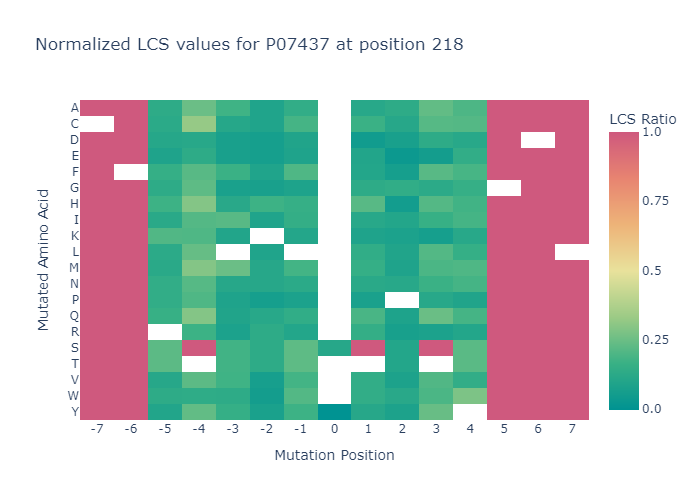 Normalized LCS values for P07437 at position 218
LCS Ratio
1.0
0.75
0.5
0.25
0.0
Mutated Amino Acid
A
C
D
E
F
G
H
I
K
L
M
N
P
Q
R
S
T
V
W
Y
-7 -6 -5 -4 -3 -2 -1 0 1 2 3 4 5 6 7
Mutation Position